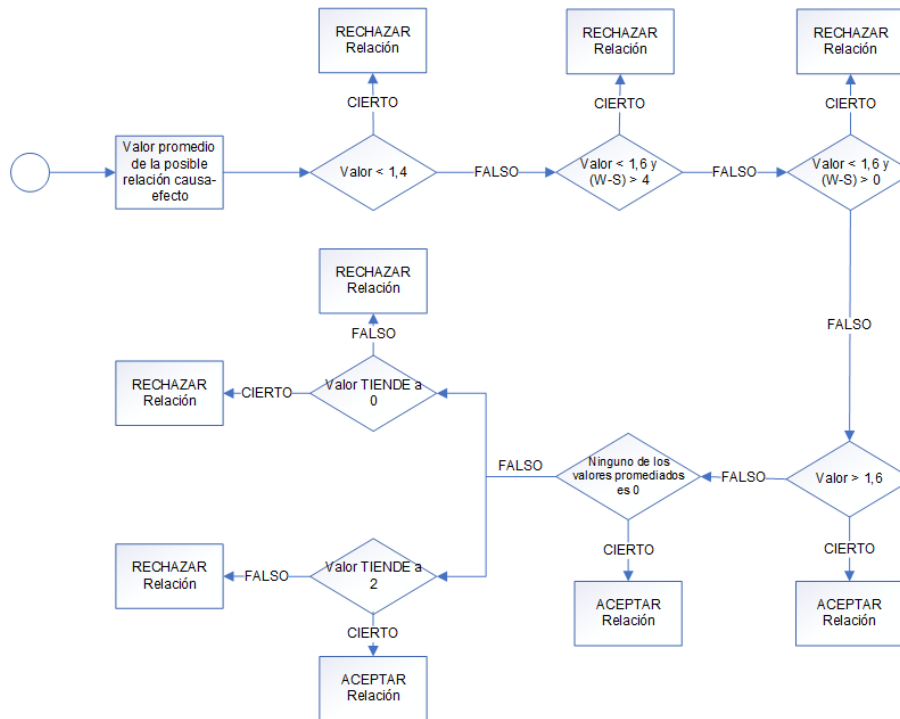 RECHAZAR
Relación
RECHAZAR
Relación
RECHAZAR
Relación
CIERTO
CIERTO
CIERTO
Valor promedio
de la posible
relación causa-
efecto
Valor < 1,4
FALSO
Valor < 1,6 y
(W-S) > 4
FALSO
Valor < 1,6 y
(W-S) > 0
FALSO
RECHAZAR
Relación
FALSO
RECHAZAR
Relación
CIERTO
Valor TIENDE a
0
FALSO
Ninguno de los
valores promediados
es 0
FALSO
Valor > 1,6
CIERTO
CIERTO
RECHAZAR
Relación
FALSO
Valor TIENDE a
2
ACEPTAR
Relación
ACEPTAR
Relación
CIERTO
ACEPTAR
Relación